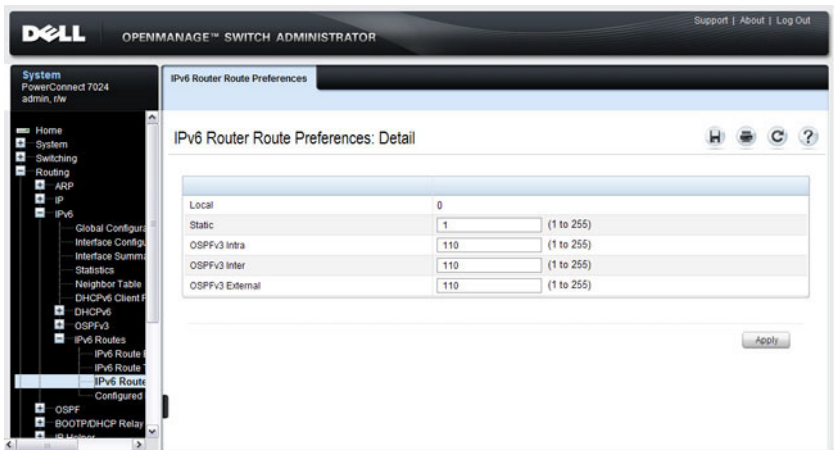 Support | About | Log Out
DELL
OPENMANAGE™ SWITCH ADMINISTRATOR
System
PowerConnect 7024
admin, r/w
IPv6 Router Route Preferences
Home
System
Switching
Routing
ARP
IP
IPv6
Global Configura
Interface Configu
Interface Summa
Statistics
Neighbor Table
DHCPv6 Client
DHCPv6
OSPFv3
IPv6 Routes
IPv6 Route
IPv6 Route
IPv6 Route
Configured
OSPF
BOOTP/DHCP Relay
IP Helper
IPv6 Router Route Preferences: Detail
?
Local 0
Static 1 (1 to 255)
OSPFv3 Intra 110 (1 to 255)
OSPFv3 Inter 110 (1 to 255)
OSPFv3 External 110 (1 to 255)
Apply